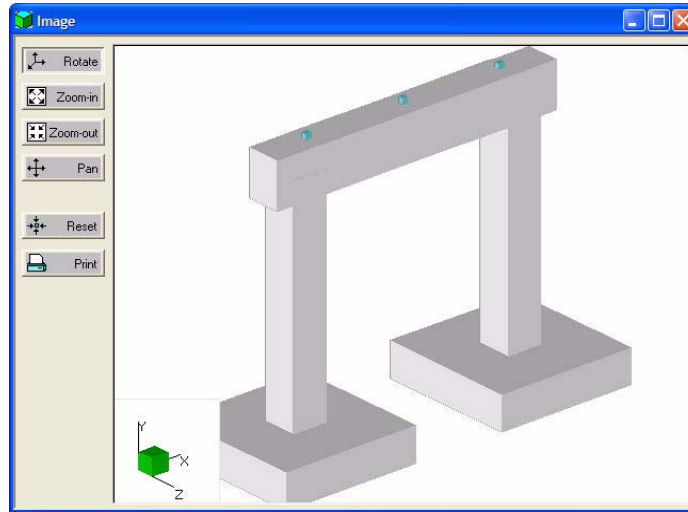 Image
Rotate
Zoom-in
Zoom-out
Pan
Reset
Print
Y
X
Z